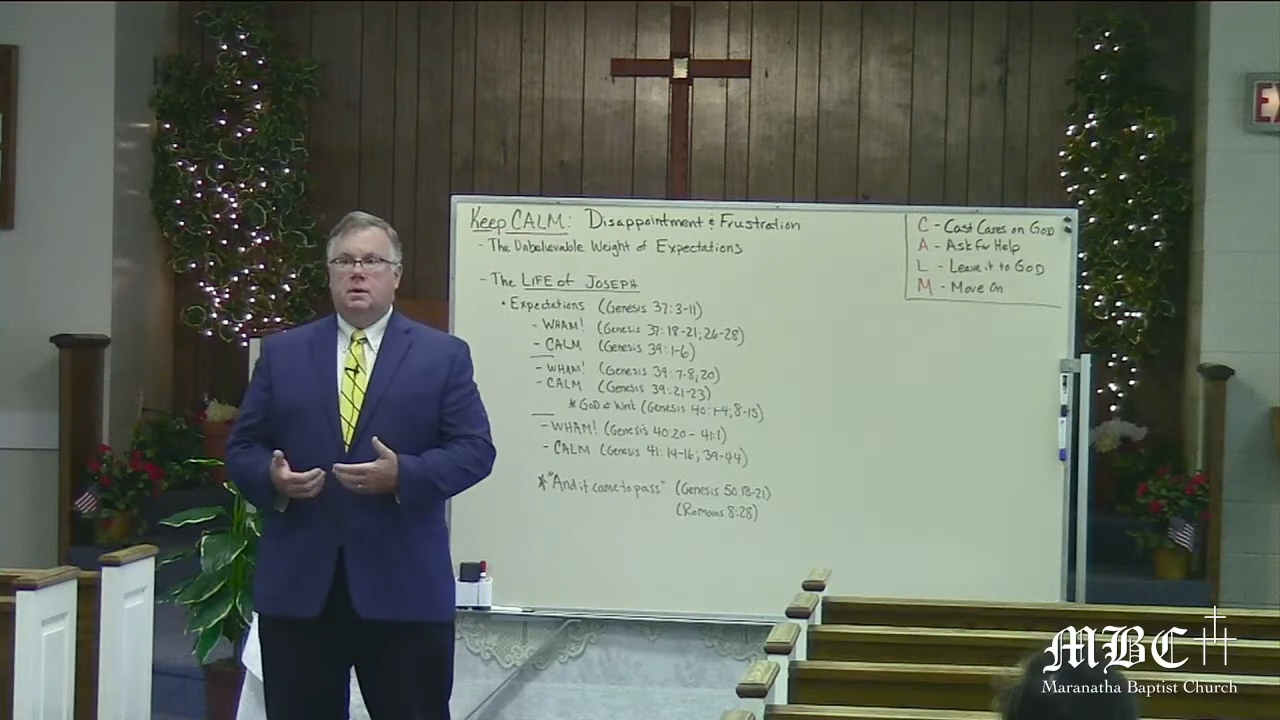 Keep CALM: Disappointment & Frustration
- The Unbelievable Weight of Expectations
- The LIFE of JOSEPH
• Expectations (Genesis 37:3-11)
- WHAM! (Genesis 37:18-21, 26-28)
- CALM (Genesis 39:1-6)
- WHAM! (Genesis 39:7-8, 20)
- CALM (Genesis 39:21-23)
* GOD at Work (Genesis 40:1-4, 8-15)
- WHAM! (Genesis 40:20 - 41:1)
- CALM (Genesis 41:14-16; 39-44)
* "And it came to pass" (Genesis 50:18-21)
(Romans 8:28)
C - Cast Cares on GOD
A - Ask for Help
L - Leave it to GOD
M - Move On
EX
MBC
Maranatha Baptist Church